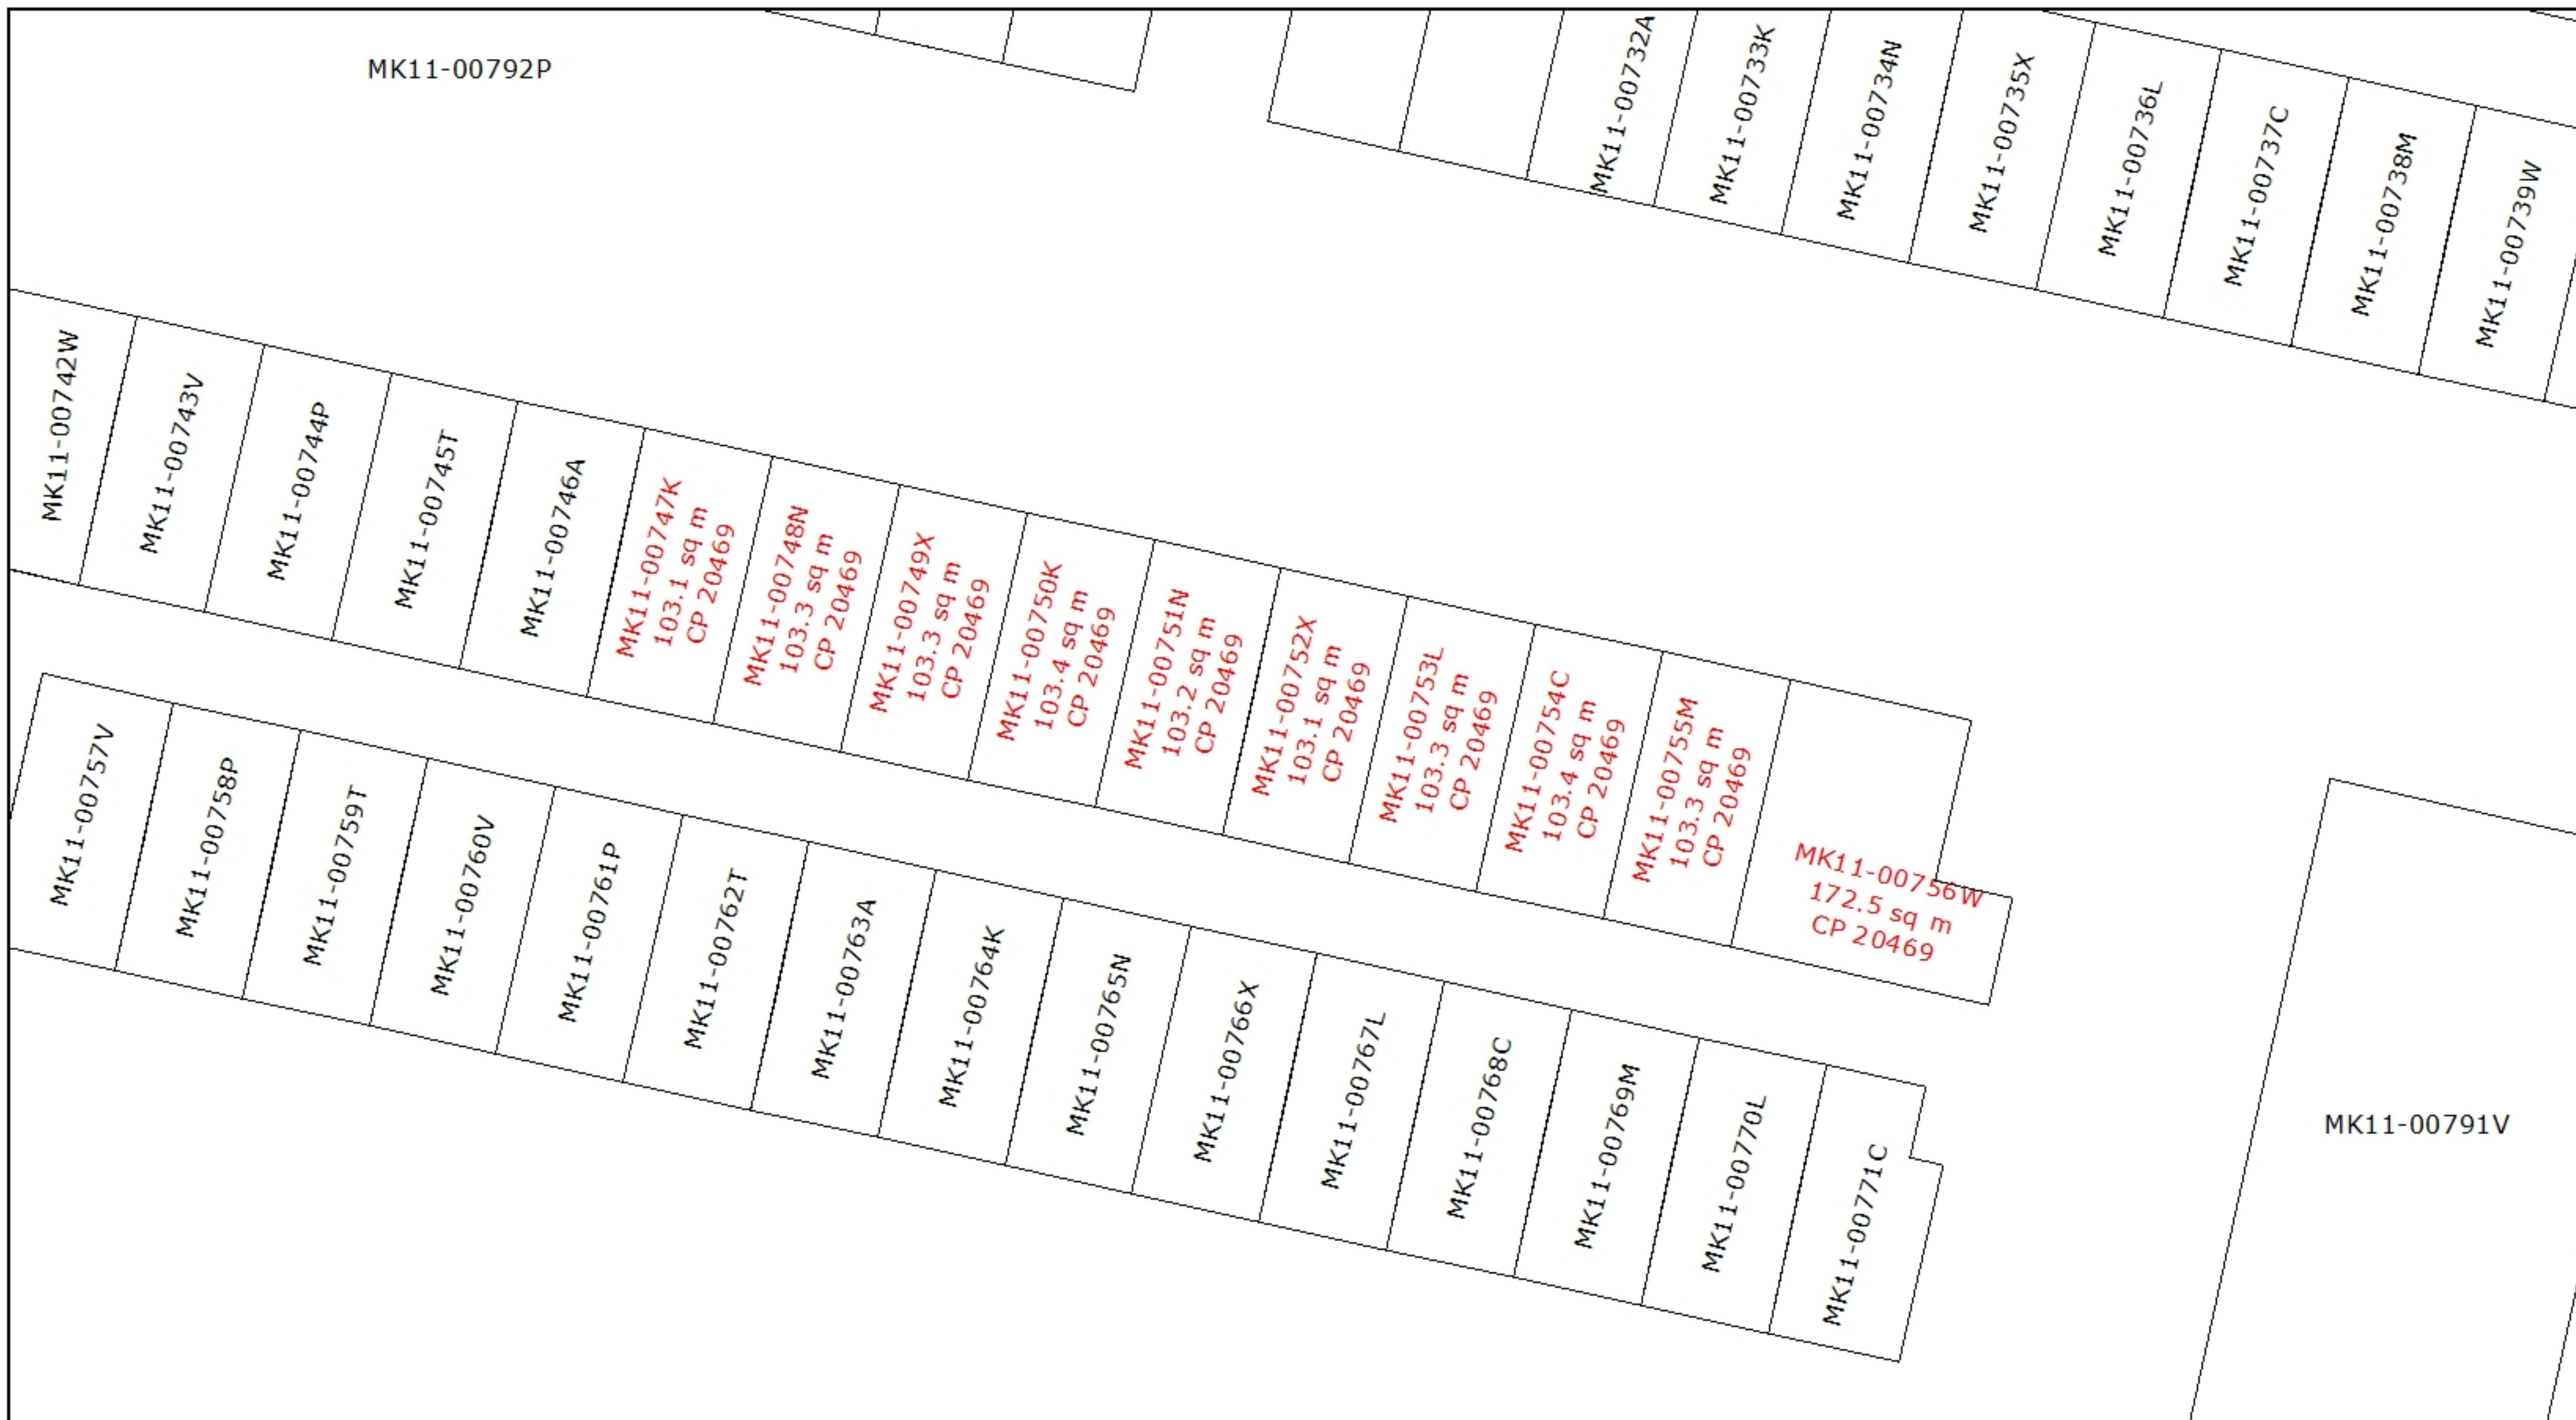 MK11-00792P
MK11-00732A
MK11-00733K
MK11-00734N
MK11-00735X
MK11-00736L
MK11-00737C
MK11-00738M
MK11-00739W
MK11-00742W
MK11-00743V
MK11-00744P
MK11-00745T
MK11-00746A
MK11-00747K
103.1 sq m
CP 20469
MK11-00748N
103.3 sq m
CP 20469
MK11-00749X
103.3 sq m
CP 20469
MK11-00750K
103.4 sq m
CP 20469
MK11-00751N
103.2 sq m
CP 20469
MK11-00752X
103.1 sq m
CP 20469
MK11-00753L
103.3 sq m
CP 20469
MK11-00754C
103.4 sq m
CP 20469
MK11-00755M
103.3 sq m
CP 20469
MK11-00756W
172.5 sq m
CP 20469
MK11-00757V
MK11-00758P
MK11-00759T
MK11-00760V
MK11-00761P
MK11-00762T
MK11-00763A
MK11-00764K
MK11-00765N
MK11-00766X
MK11-00767L
MK11-00768C
MK11-00769M
MK11-00770L
MK11-00771C
MK11-00791V